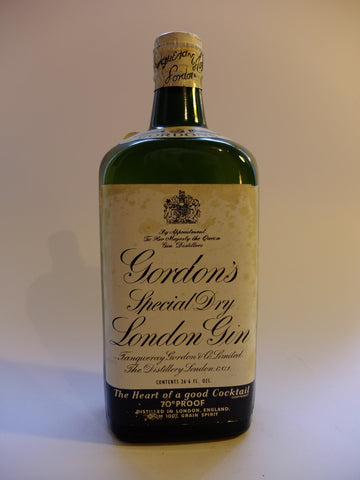 Tanqueray
London
By Appointment
To Her Majesty the Queen
Gin Distillers
Gordon's
Special Dry
London Gin
Tanqueray Gordon & Co. Limited.
The Distillery London. E.C.1.
CONTENTS 26⅔ FL. OZS.
The Heart of a good Cocktail
70° PROOF
DISTILLED IN LONDON, ENGLAND.
FROM 100% GRAIN SPIRIT